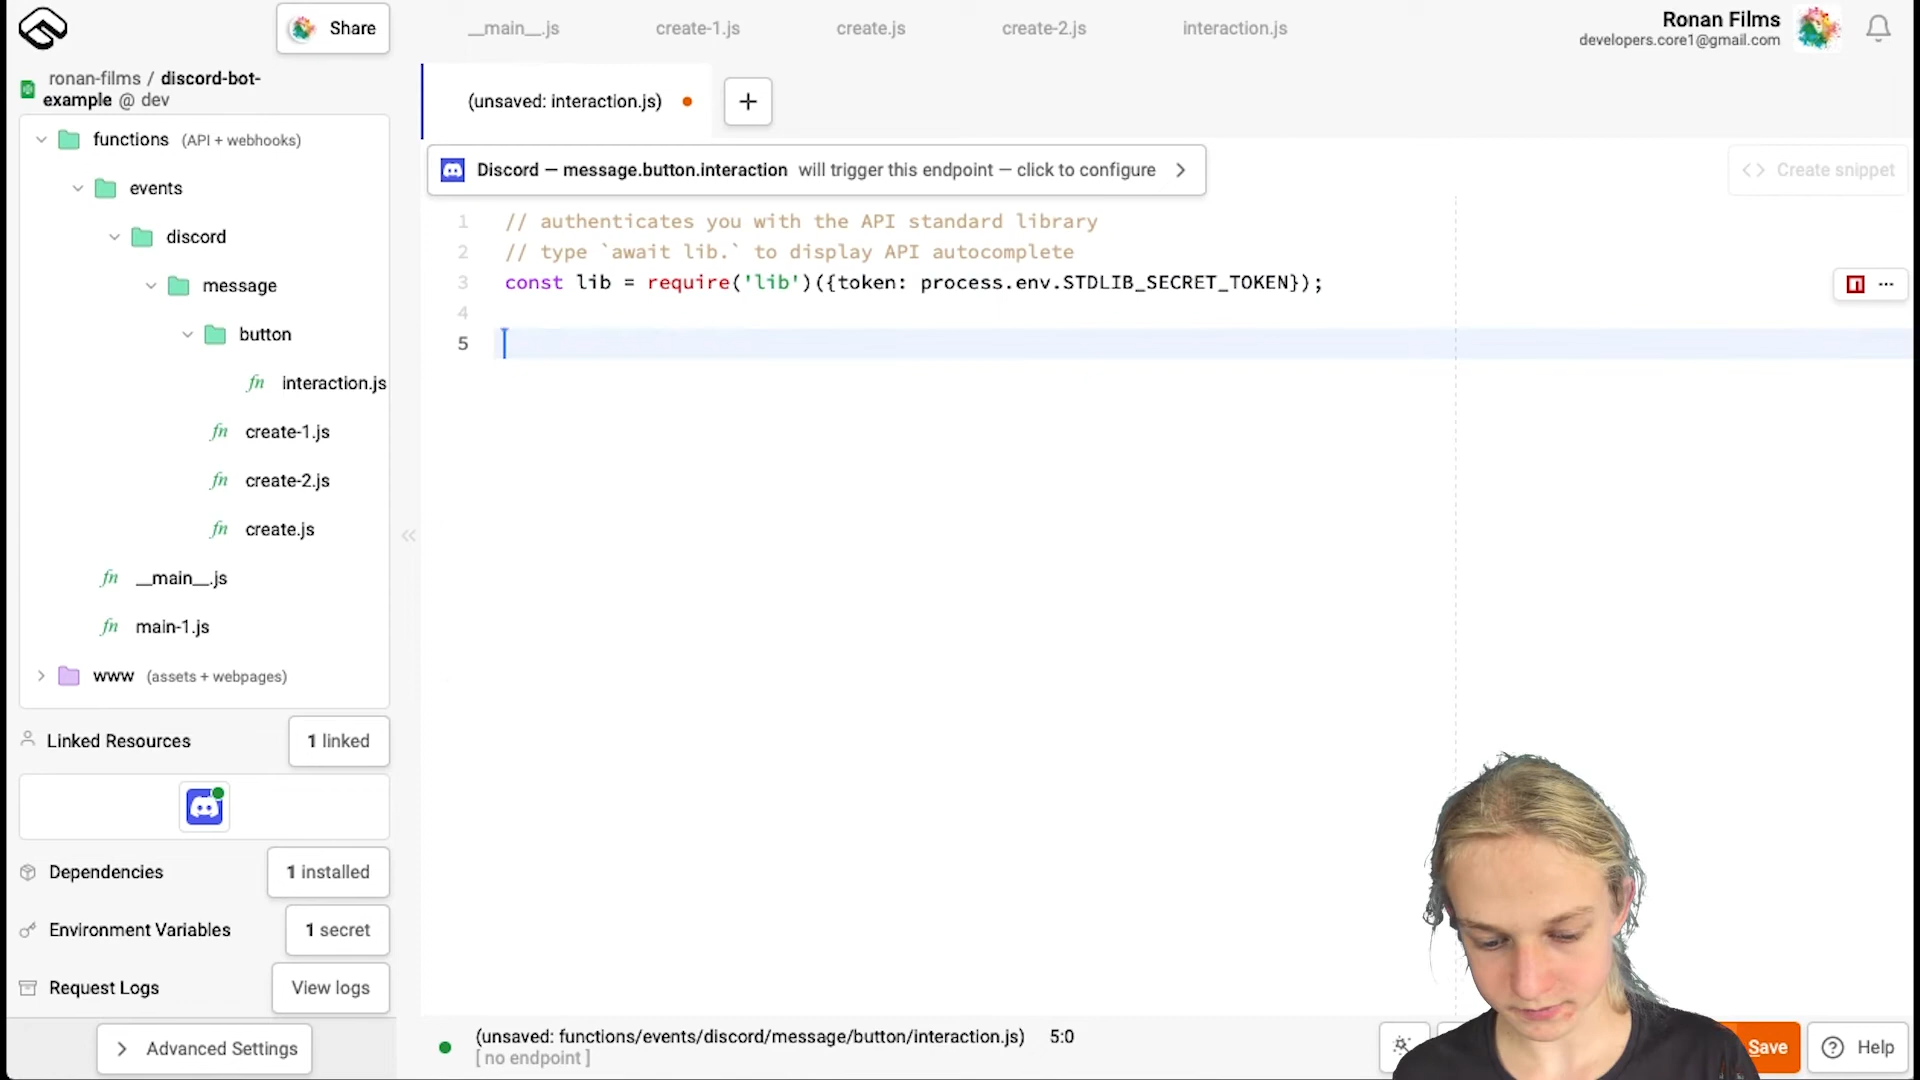 Share
__main__.js
create-1.js
create.js
create-2.js
interaction.js
Ronan Films
developers.core1@gmail.com
ronan-films / discord-bot-
example @ dev
(unsaved: interaction.js)
+
functions (API + webhooks)
events
discord
message
button
fn interaction.js
fn create-1.js
fn create-2.js
fn create.js
fn __main__.js
fn main-1.js
www (assets + webpages)
Discord — message.button.interaction will trigger this endpoint — click to configure
<> Create snippet
1 // authenticates you with the API standard library
2 // type `await lib.` to display API autocomplete
3 const lib = require('lib')({token: process.env.STDLIB_SECRET_TOKEN});
4
5
Linked Resources
1 linked
Dependencies
1 installed
Environment Variables
1 secret
Request Logs
View logs
Advanced Settings
(unsaved: functions/events/discord/message/button/interaction.js) 5:0
[ no endpoint ]
Save
Help